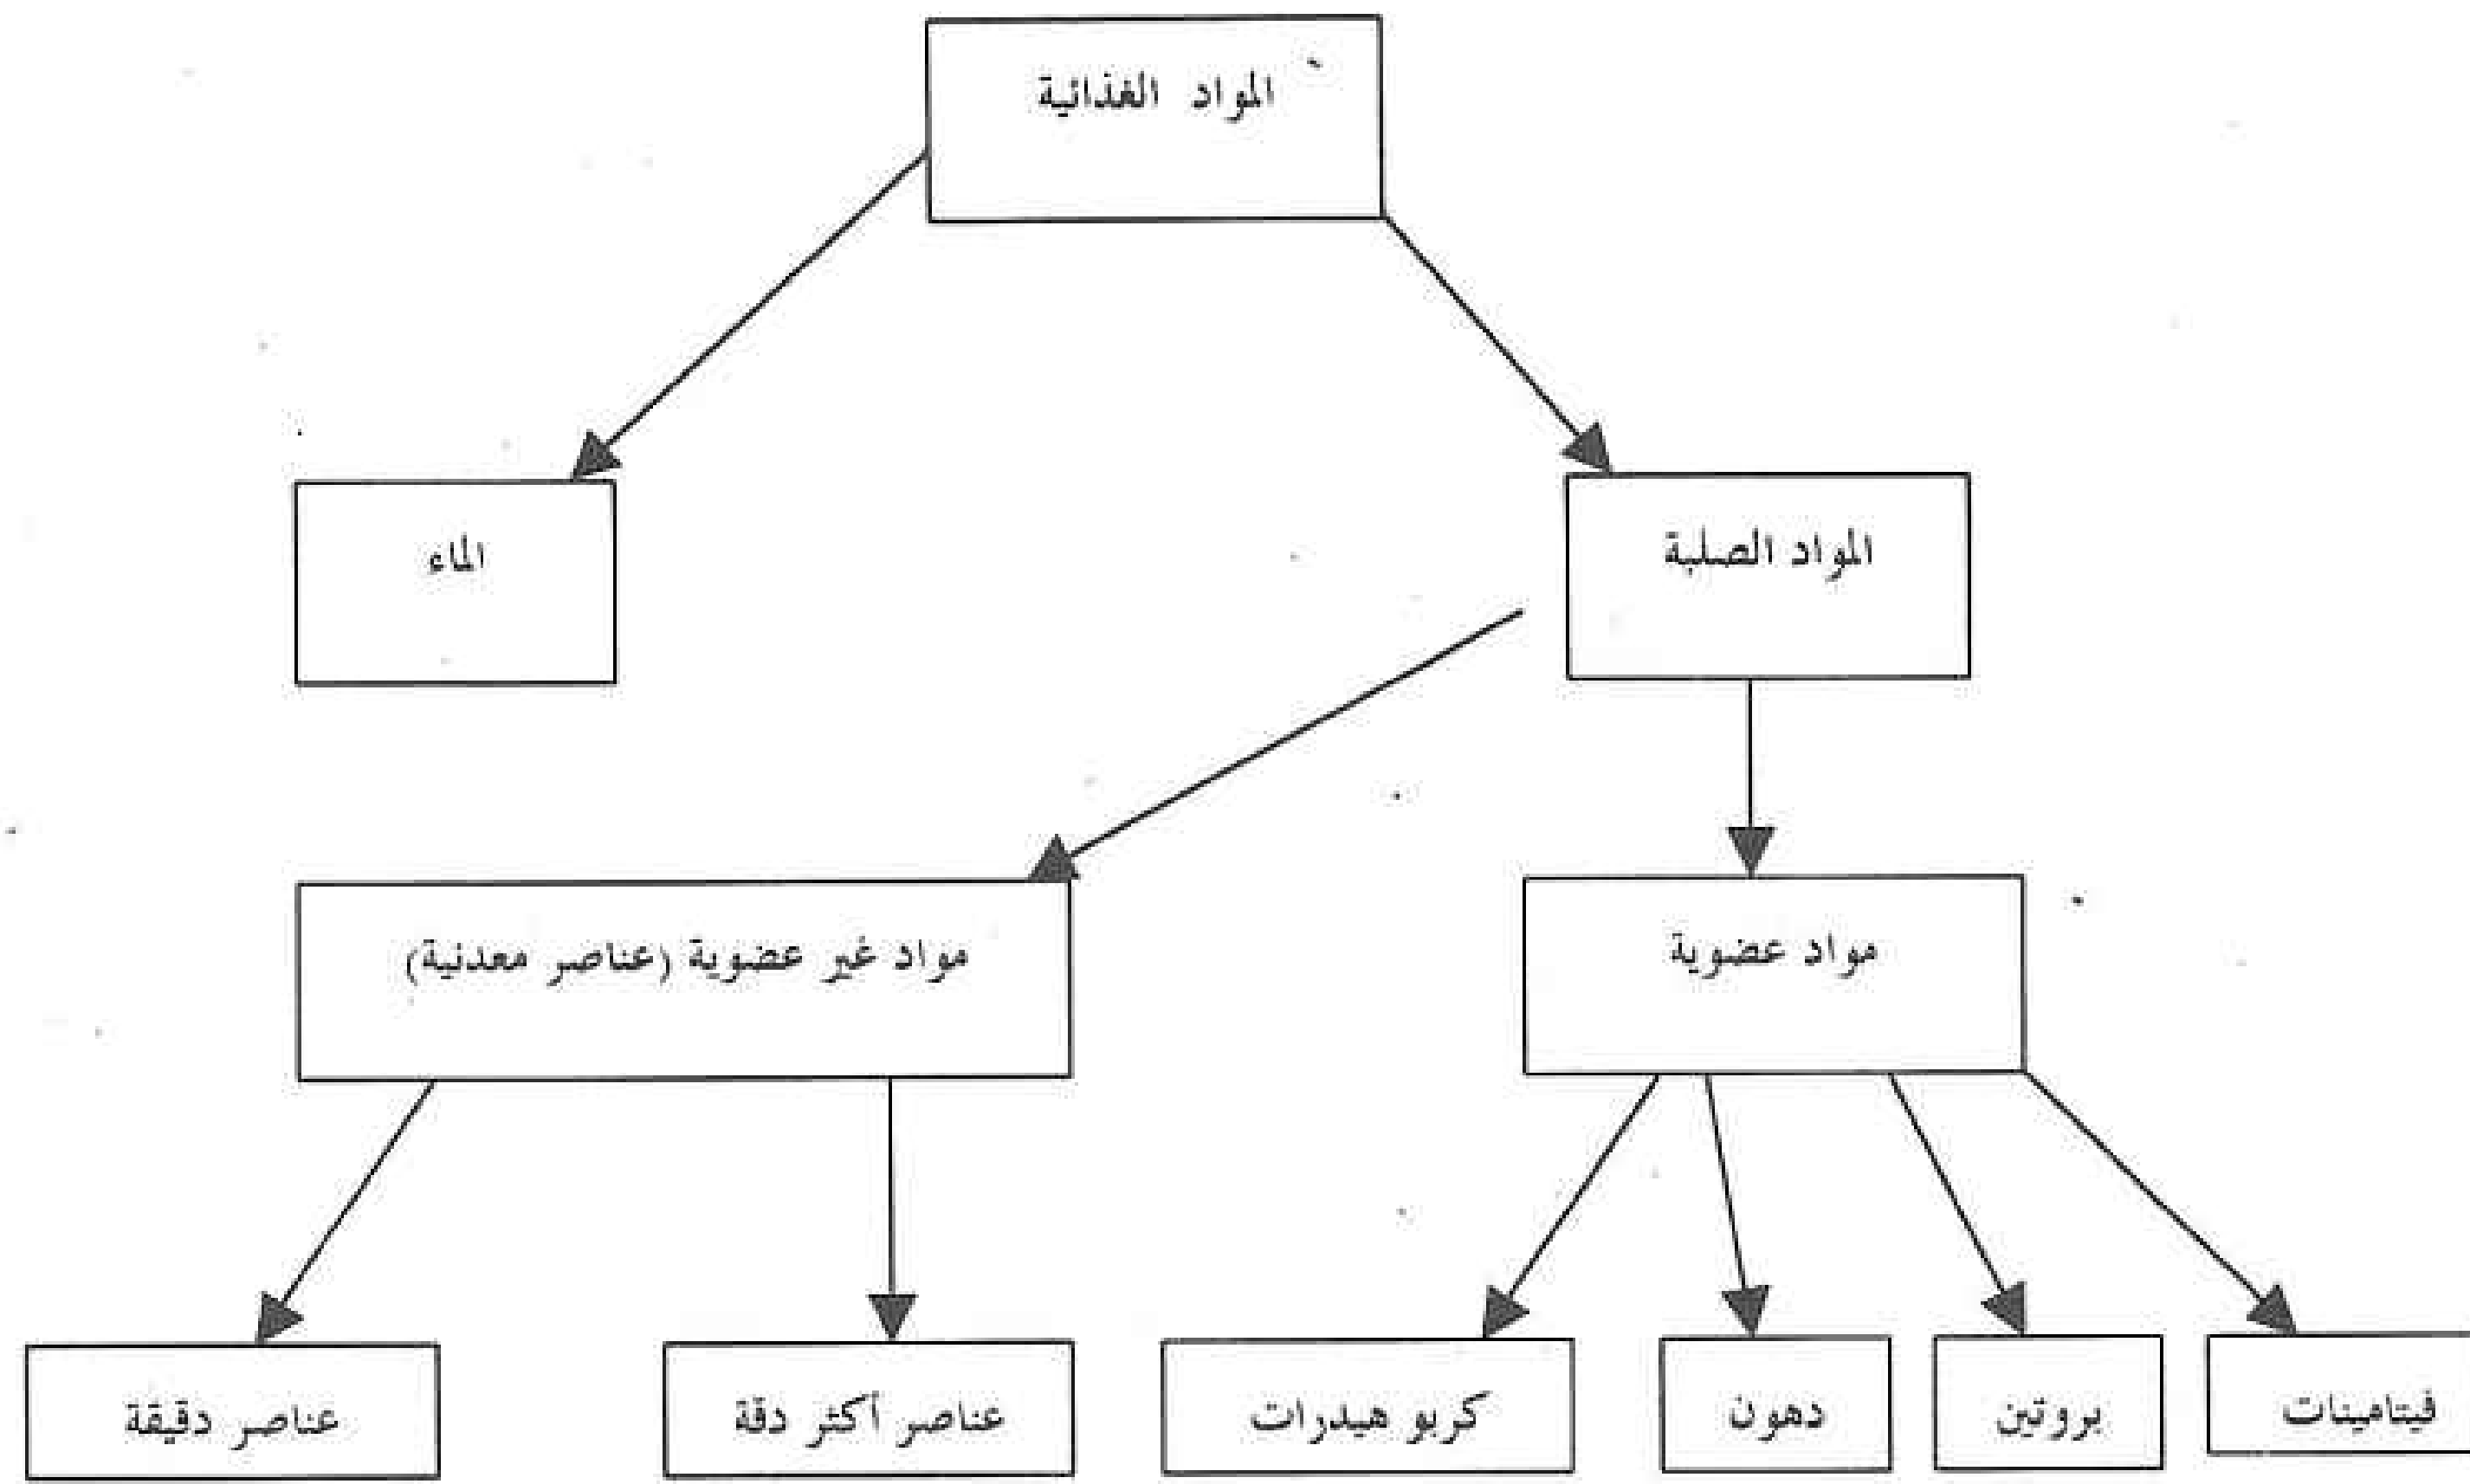 المواد الغذائية
المواد الصلبة
الماء
مواد عضوية
مواد غير عضوية (عناصر معدنية)
فيتامينات
بروتين
دهون
كربو هيدرات
عناصر أكثر دقة
عناصر دقيقة